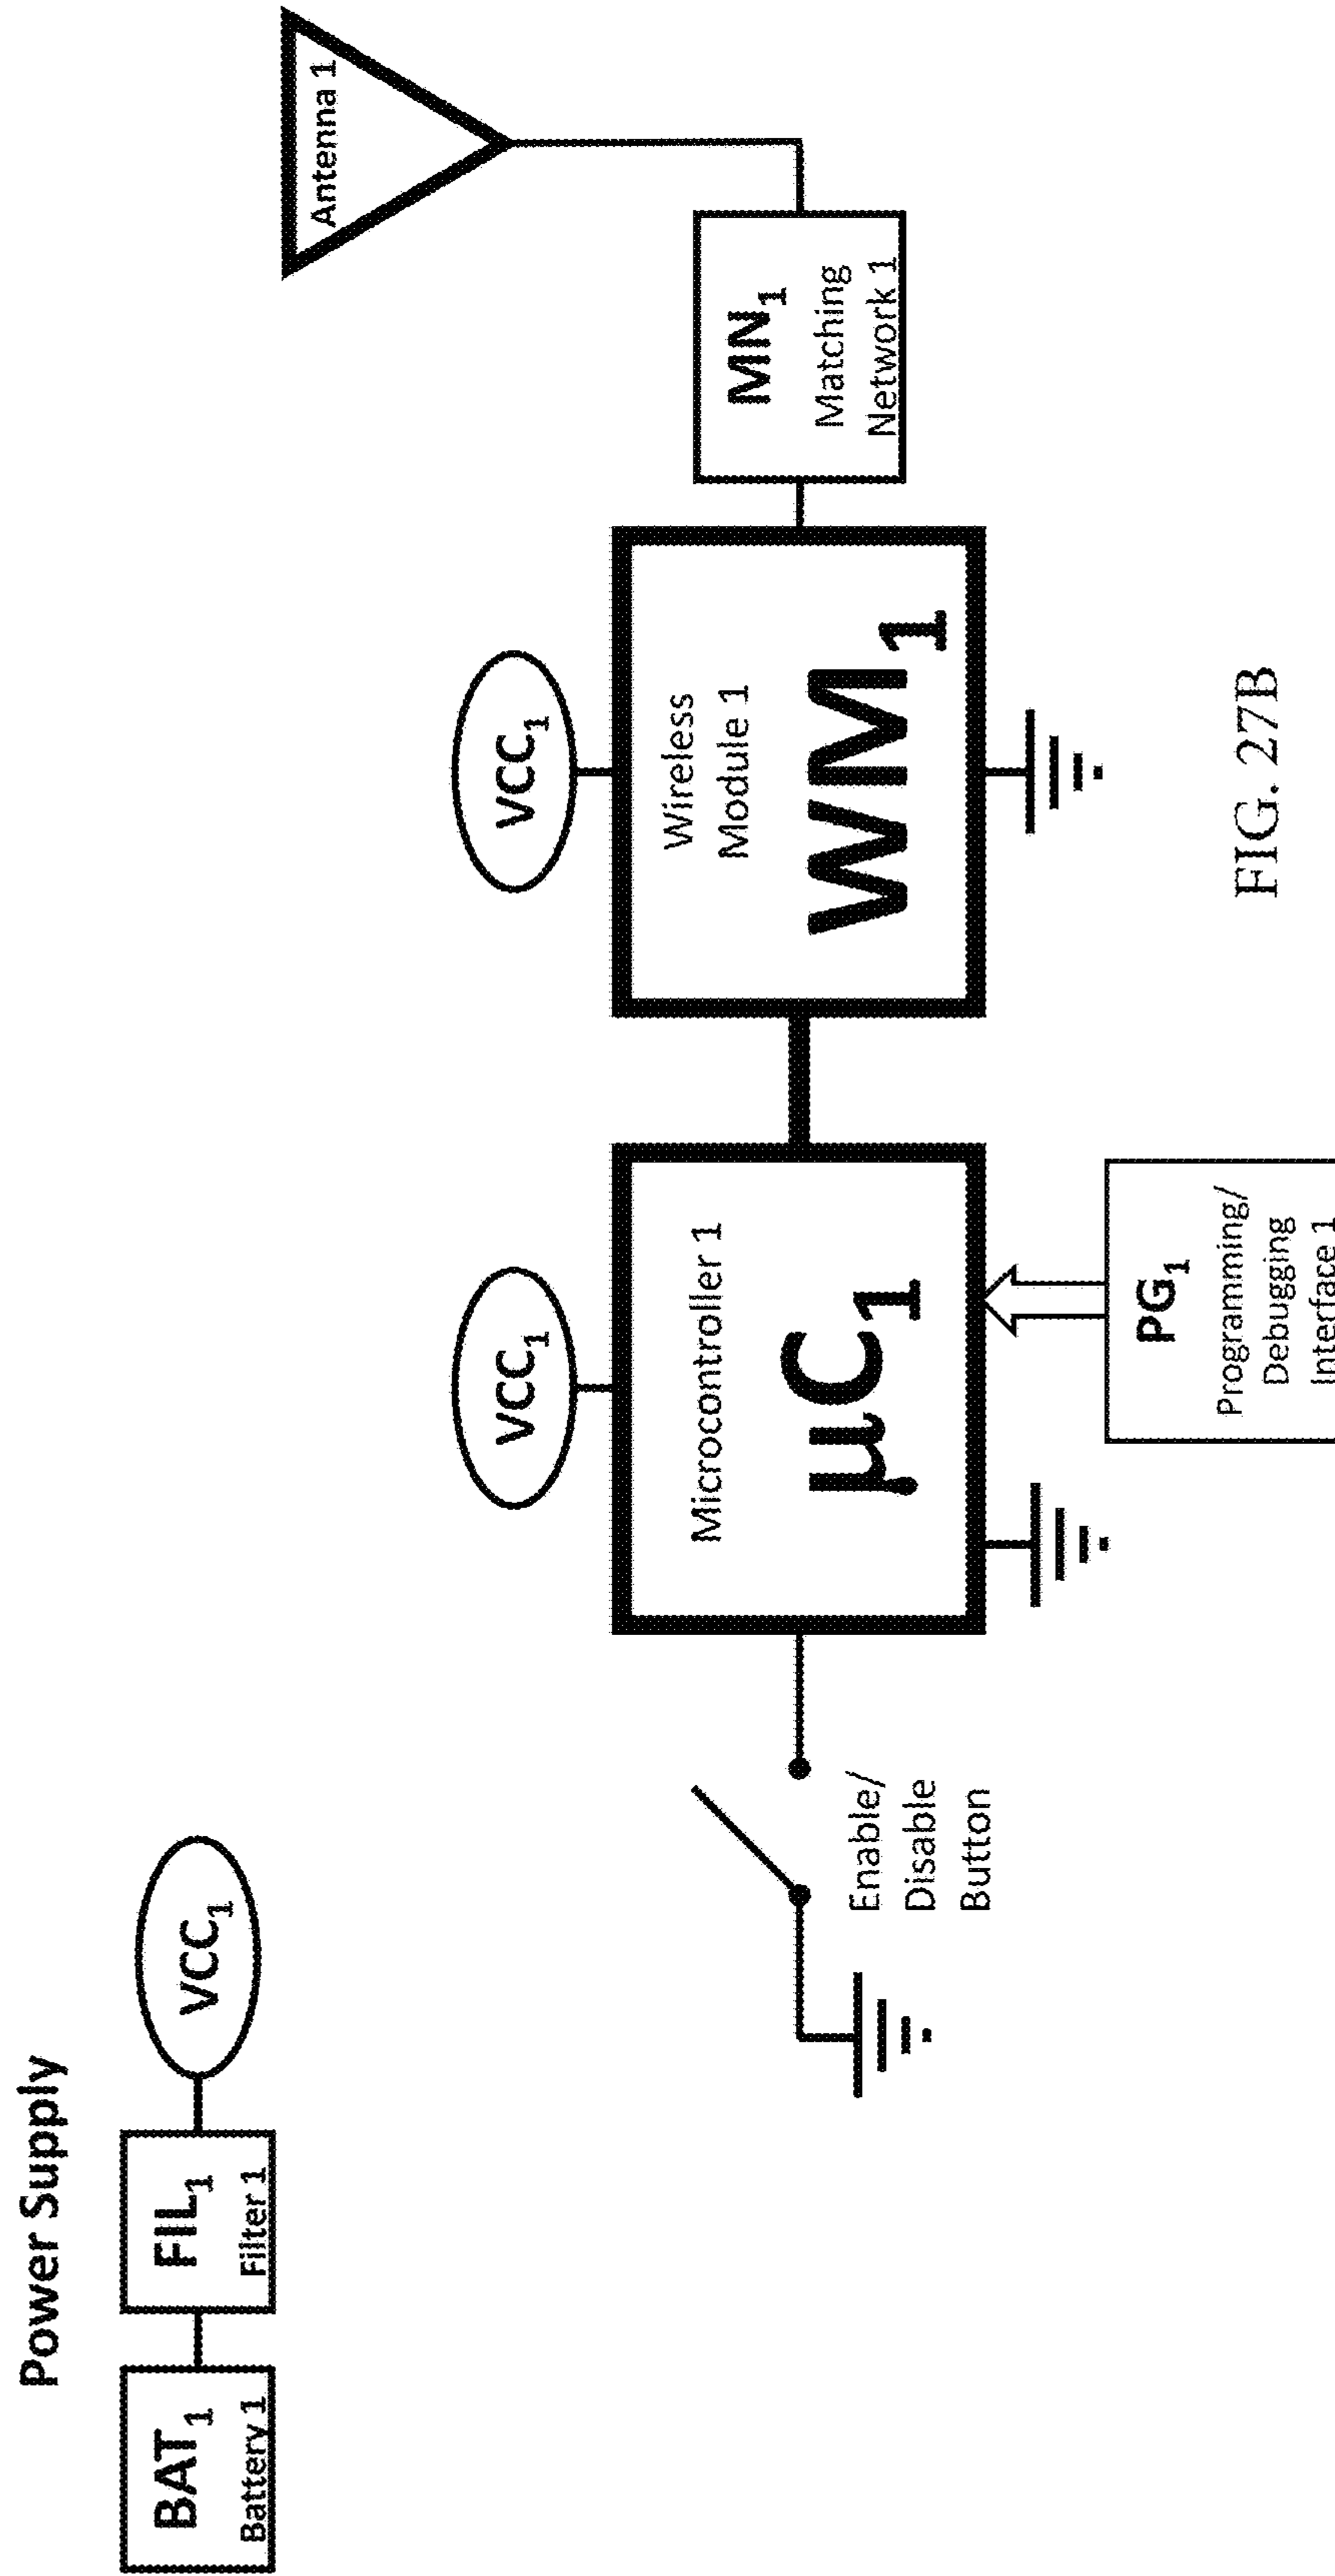 Power Supply
BAT1
Battery 1
FIL1
Filter 1
VCC1
Antenna 1
VCC1
VCC1
Microcontroller 1
µC1
Wireless
Module 1
WM1
MN1
Matching
Network 1
Enable/
Disable
Button
PG1
Programming/
Debugging
Interface 1
FIG. 27B